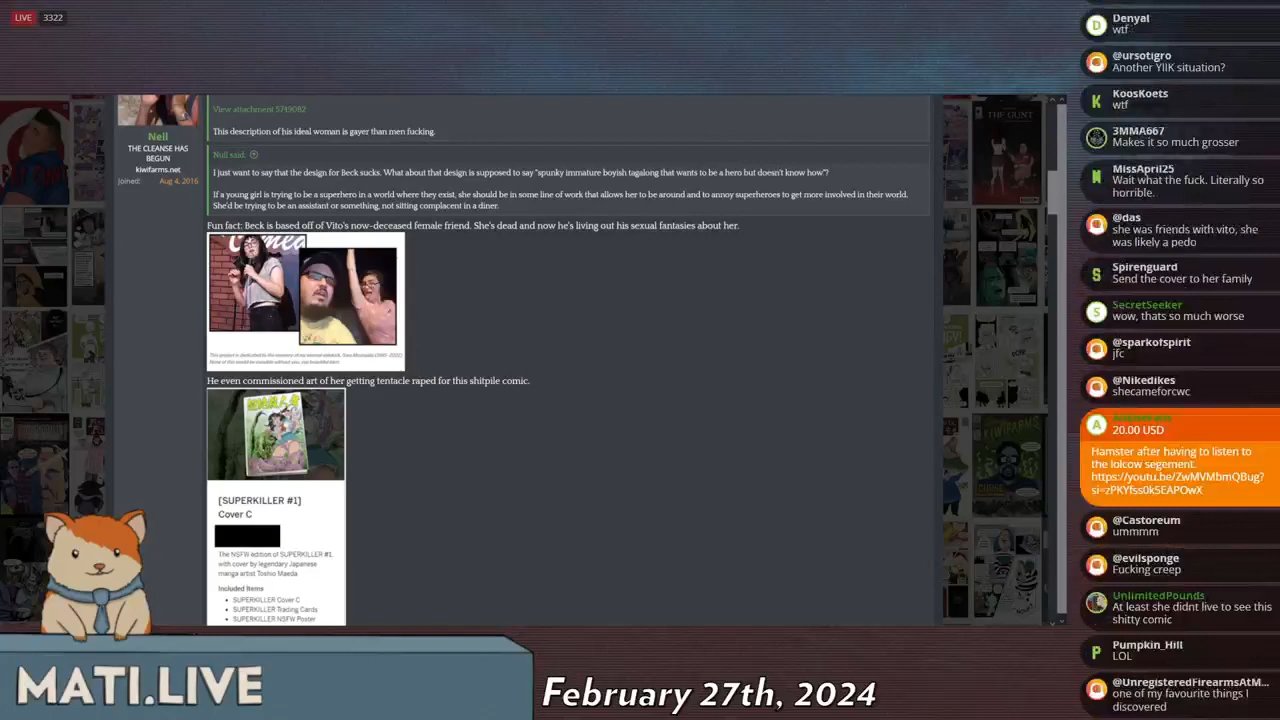 LIVE 3322
View attachment 5749082
This description of his ideal woman is gayer than men fucking.
Null said:
I just want to say that the design for Beck sucks. What about that design is supposed to say "spunky immature boyish tagalong that wants to be a hero but doesn't know how"?
If a young girl is trying to be a superhero in a world where they exist, she should be in some line of work that allows her to be around and to annoy superheroes to get more involved in their world.
She'd be trying to be an assistant or something, not sitting complacent in a diner.
Nell
THE CLEANSE HAS
BEGUN
kiwifarms.net
Joined: Aug 4, 2016
Fun fact: Beck is based off of Vito's now-deceased female friend. She's dead and now he's living out his sexual fantasies about her.
He even commissioned art of her getting tentacle raped for this shitpile comic.
[SUPERKILLER #1]
Cover C
The NSFW edition of SUPERKILLER #1,
with cover by legendary Japanese
manga artist Toshio Maeda
Included Items
• SUPERKILLER Cover C
• SUPERKILLER Trading Cards
• SUPERKILLER NSFW Poster
THE GUNT
KIWIFARMS
D Denyal
wtf
@ursotigro
Another YIIK situation?
K KoosKoets
wtf
3MMA667
Makes it so much grosser
MissApril25
Wait what the fuck. Literally so
horrible.
@das
she was friends with vito, she
was likely a pedo
S Spirenguard
Send the cover to her family
S SecretSeeker
wow, thats so much worse
@sparkofspirit
jfc
@Nikedikes
shecameforcwc
A
20.00 USD
Hamster after having to listen to
the lolcow segement.
https://youtu.be/ZwMVMbmQBug?
si=zPKYfss0k5EAPOwX
@Castoreum
ummmm
@evilsponge
Fucking creep
UnlimitedPounds
At least she didnt live to see this
shitty comic
P Pumpkin_Hill
LOL
@UnregisteredFirearmsAtM...
one of my favourite things I
discovered
MATI.LIVE
February 27th, 2024